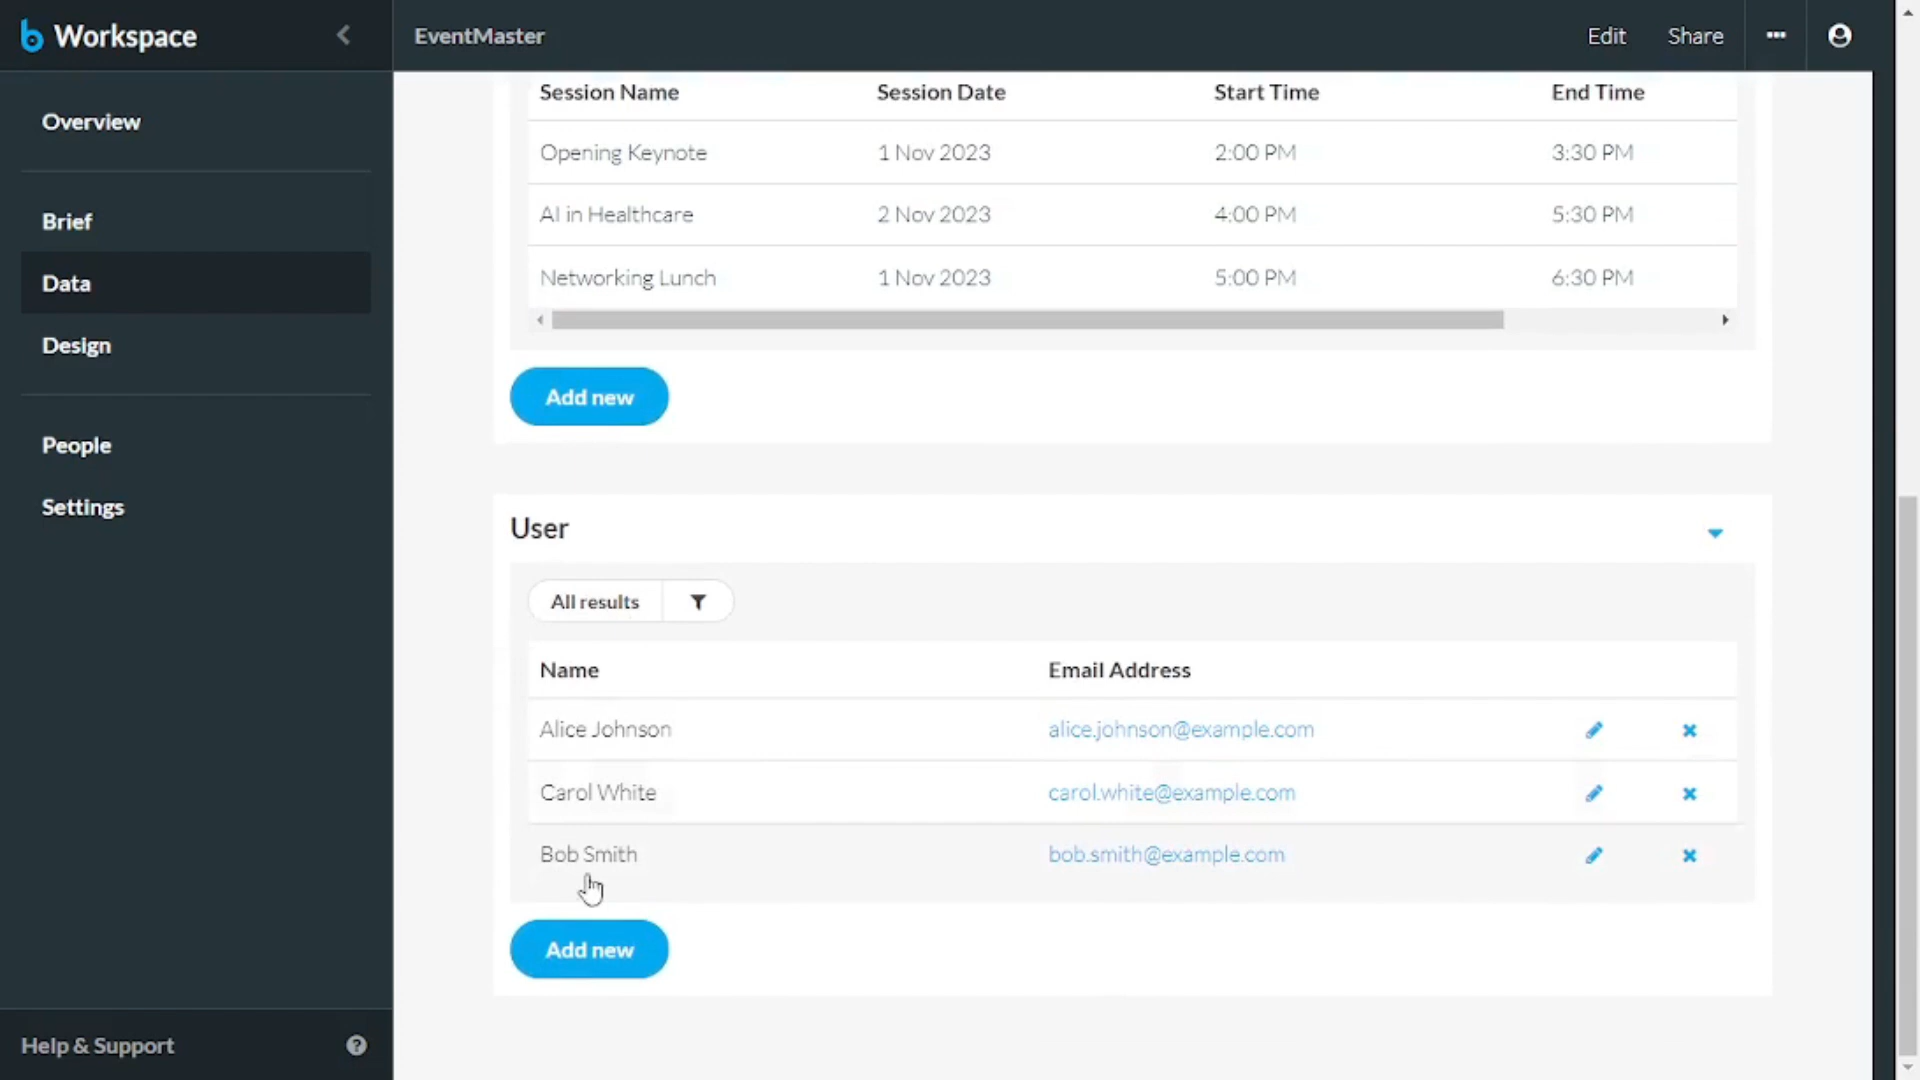 Workspace
EventMaster
Edit
Share
Overview
Brief
Data
Design
People
Settings
Help & Support
Session Name Session Date Start Time End Time
Opening Keynote 1 Nov 2023 2:00 PM 3:30 PM
AI in Healthcare 2 Nov 2023 4:00 PM 5:30 PM
Networking Lunch 1 Nov 2023 5:00 PM 6:30 PM
Add new
User
All results
Name Email Address
Alice Johnson alice.johnson@example.com
Carol White carol.white@example.com
Bob Smith bob.smith@example.com
Add new